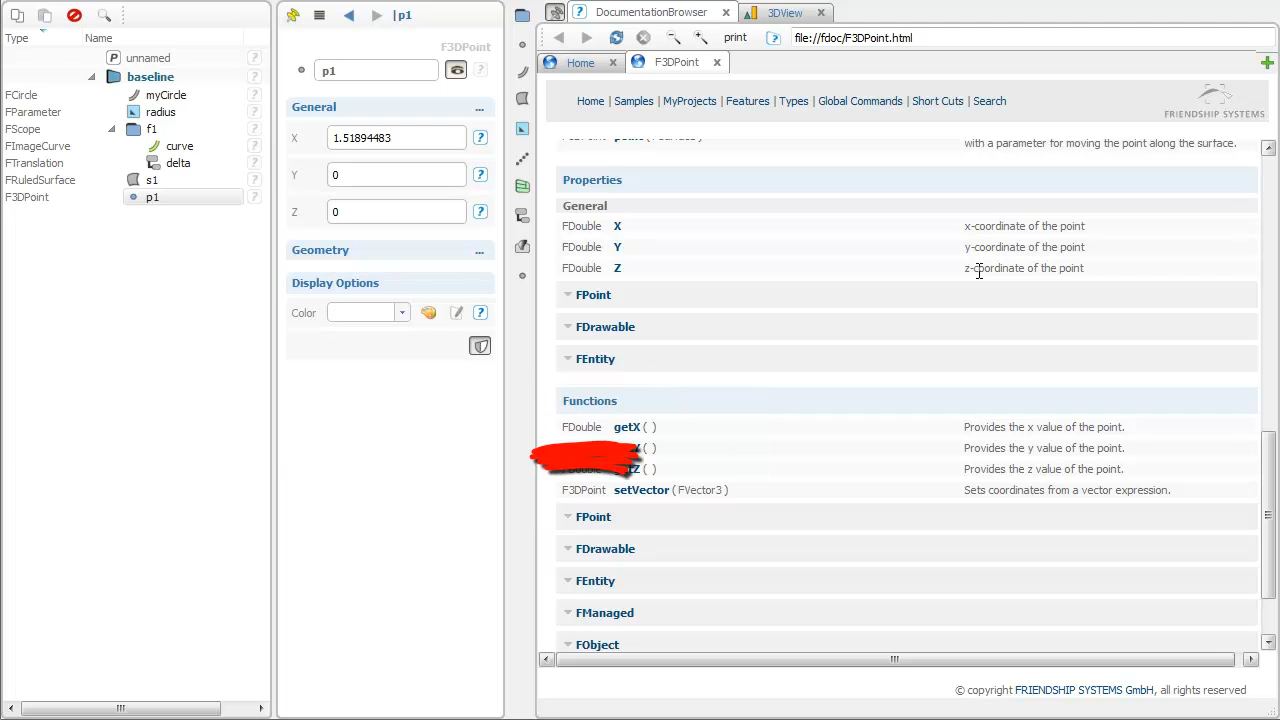 Type Name
unnamed
baseline
FCircle myCircle
FParameter radius
FScope f1
FImageCurve curve
FTranslation delta
FRuledSurface s1
F3DPoint p1
|p1
F3DPoint
p1
General ...
X 1.51894483
Y 0
Z 0
Geometry ...
Display Options
Color
DocumentationBrowser 3DView
print file://fdoc/F3DPoint.html
Home F3DPoint
Home | Samples | MyProjects | Features | Types | Global Commands | Short Cuts | Search
FRIENDSHIP SYSTEMS
with a parameter for moving the point along the surface.
Properties
General
FDouble X x-coordinate of the point
FDouble Y y-coordinate of the point
FDouble Z z-coordinate of the point
FPoint
FDrawable
FEntity
Functions
FDouble getX ( ) Provides the x value of the point.
( ) Provides the y value of the point.
( ) Provides the z value of the point.
F3DPoint setVector ( FVector3 ) Sets coordinates from a vector expression.
FPoint
FDrawable
FEntity
FManaged
FObject
© copyright FRIENDSHIP SYSTEMS GmbH, all rights reserved